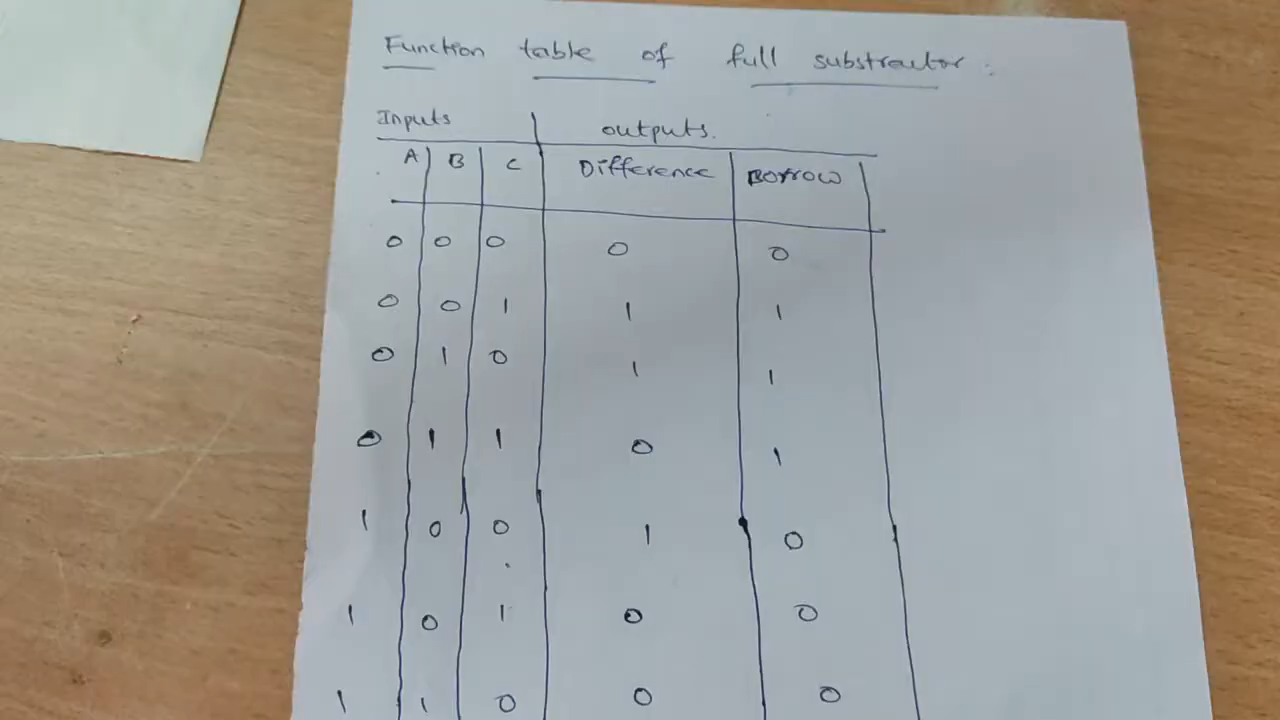 Function table of full substractor :
Inputs outputs.
A B C Difference Borrow
0 0 0 0 0
0 0 1 1 1
0 1 0 1 1
0 1 1 0 1
1 0 0 1 0
1 0 1 0 0
1 1 0 0 0